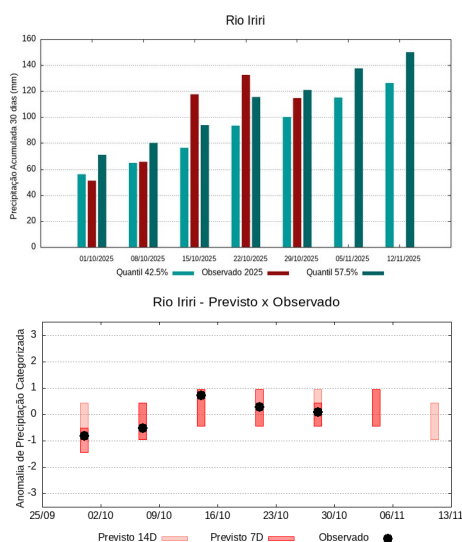 Rio Iriri
Precipitação Acumulada 30 dias (mm)
160
140
120
100
80
60
40
20
0
01/10/2025 08/10/2025 15/10/2025 22/10/2025 29/10/2025 05/11/2025 12/11/2025
Quantil 42.5% Observado 2025 Quantil 57.5%
Rio Iriri - Previsto x Observado
Anomalia de Preciptação Categorizada
3
2
1
0
-1
-2
-3
25/09 02/10 09/10 16/10 23/10 30/10 06/11 13/11
Previsto 14D Previsto 7D Observado